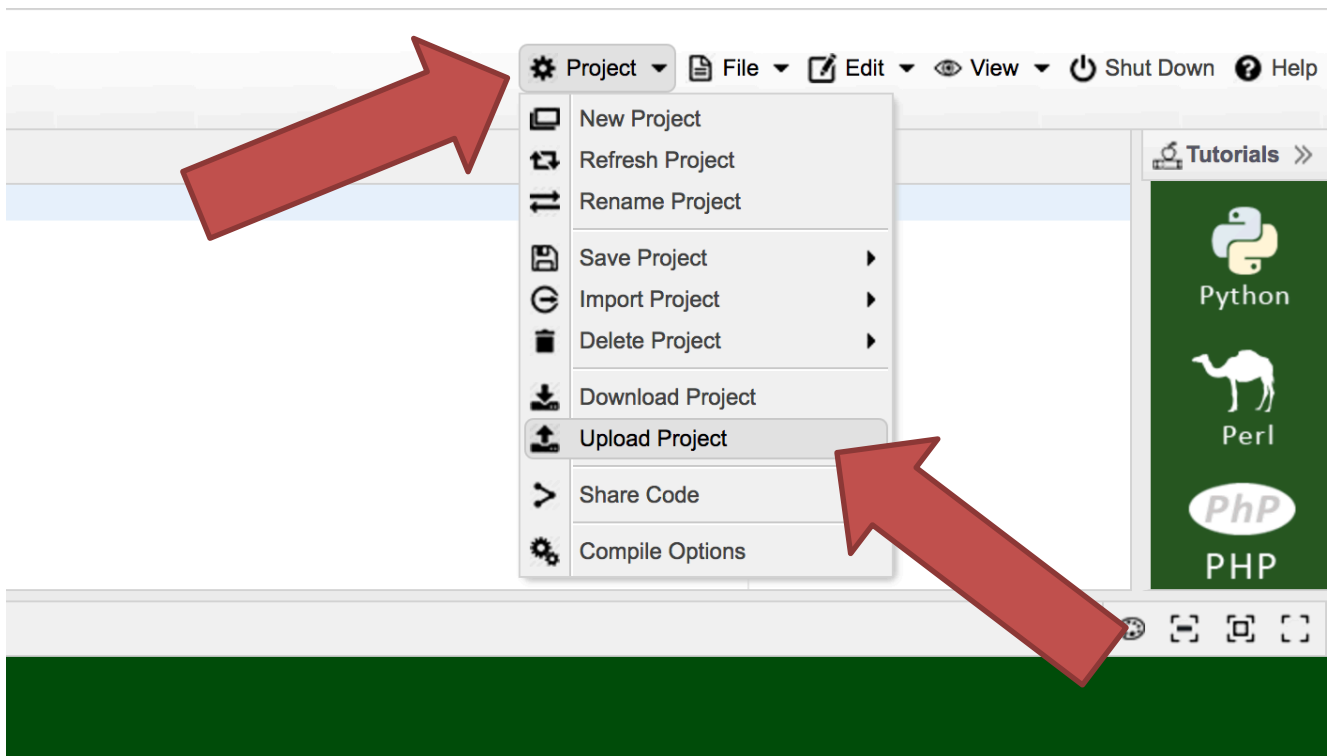 Project File Edit View Shut Down Help
New Project
Refresh Project
Rename Project
Save Project
Import Project
Delete Project
Download Project
Upload Project
Share Code
Compile Options
Tutorials
Python
Perl
PhP
PHP